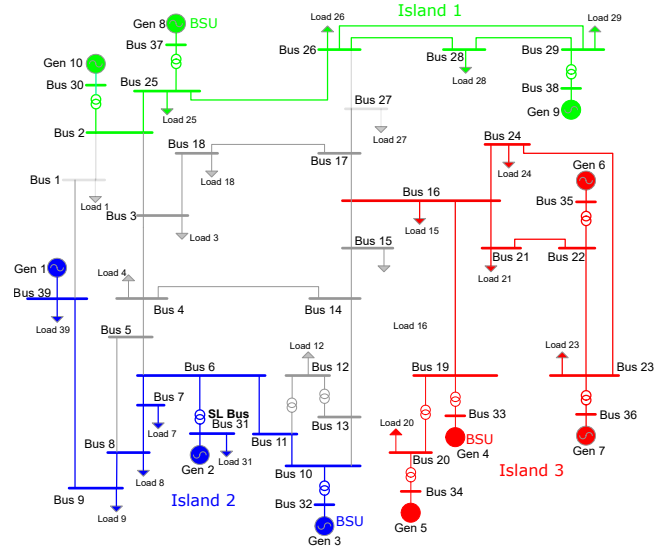 Gen 8 BSU
Load 26
Island 1
Load 29
Bus 37
Bus 26
Bus 28
Bus 29
Gen 10
Bus 30
Bus 25
Load 28
Bus 38
Load 25
Bus 27
Gen 9
Bus 2
Bus 18
Load 27
Bus 24
Bus 17
Gen 6
Bus 1
Load 18
Load 24
Bus 16
Bus 35
Load 1
Bus 3
Load 15
Load 3
Bus 15
Bus 21
Bus 22
Gen 1
Load 4
Load 21
Bus 39
Bus 4
Bus 14
Load 39
Bus 5
Load 16
Load 12
Load 23
Bus 6
Bus 12
Bus 19
Bus 23
Bus 7
SL Bus
Bus 31
Bus 13
Load 20
Bus 33
Bus 36
Load 7
Bus 11
BSU
Bus 8
Gen 2
Load 31
Gen 4
Gen 7
Bus 10
Bus 20
Island 3
Load 8
Bus 9
Island 2
Bus 34
Bus 32
BSU
Load 9
Gen 3
Gen 5